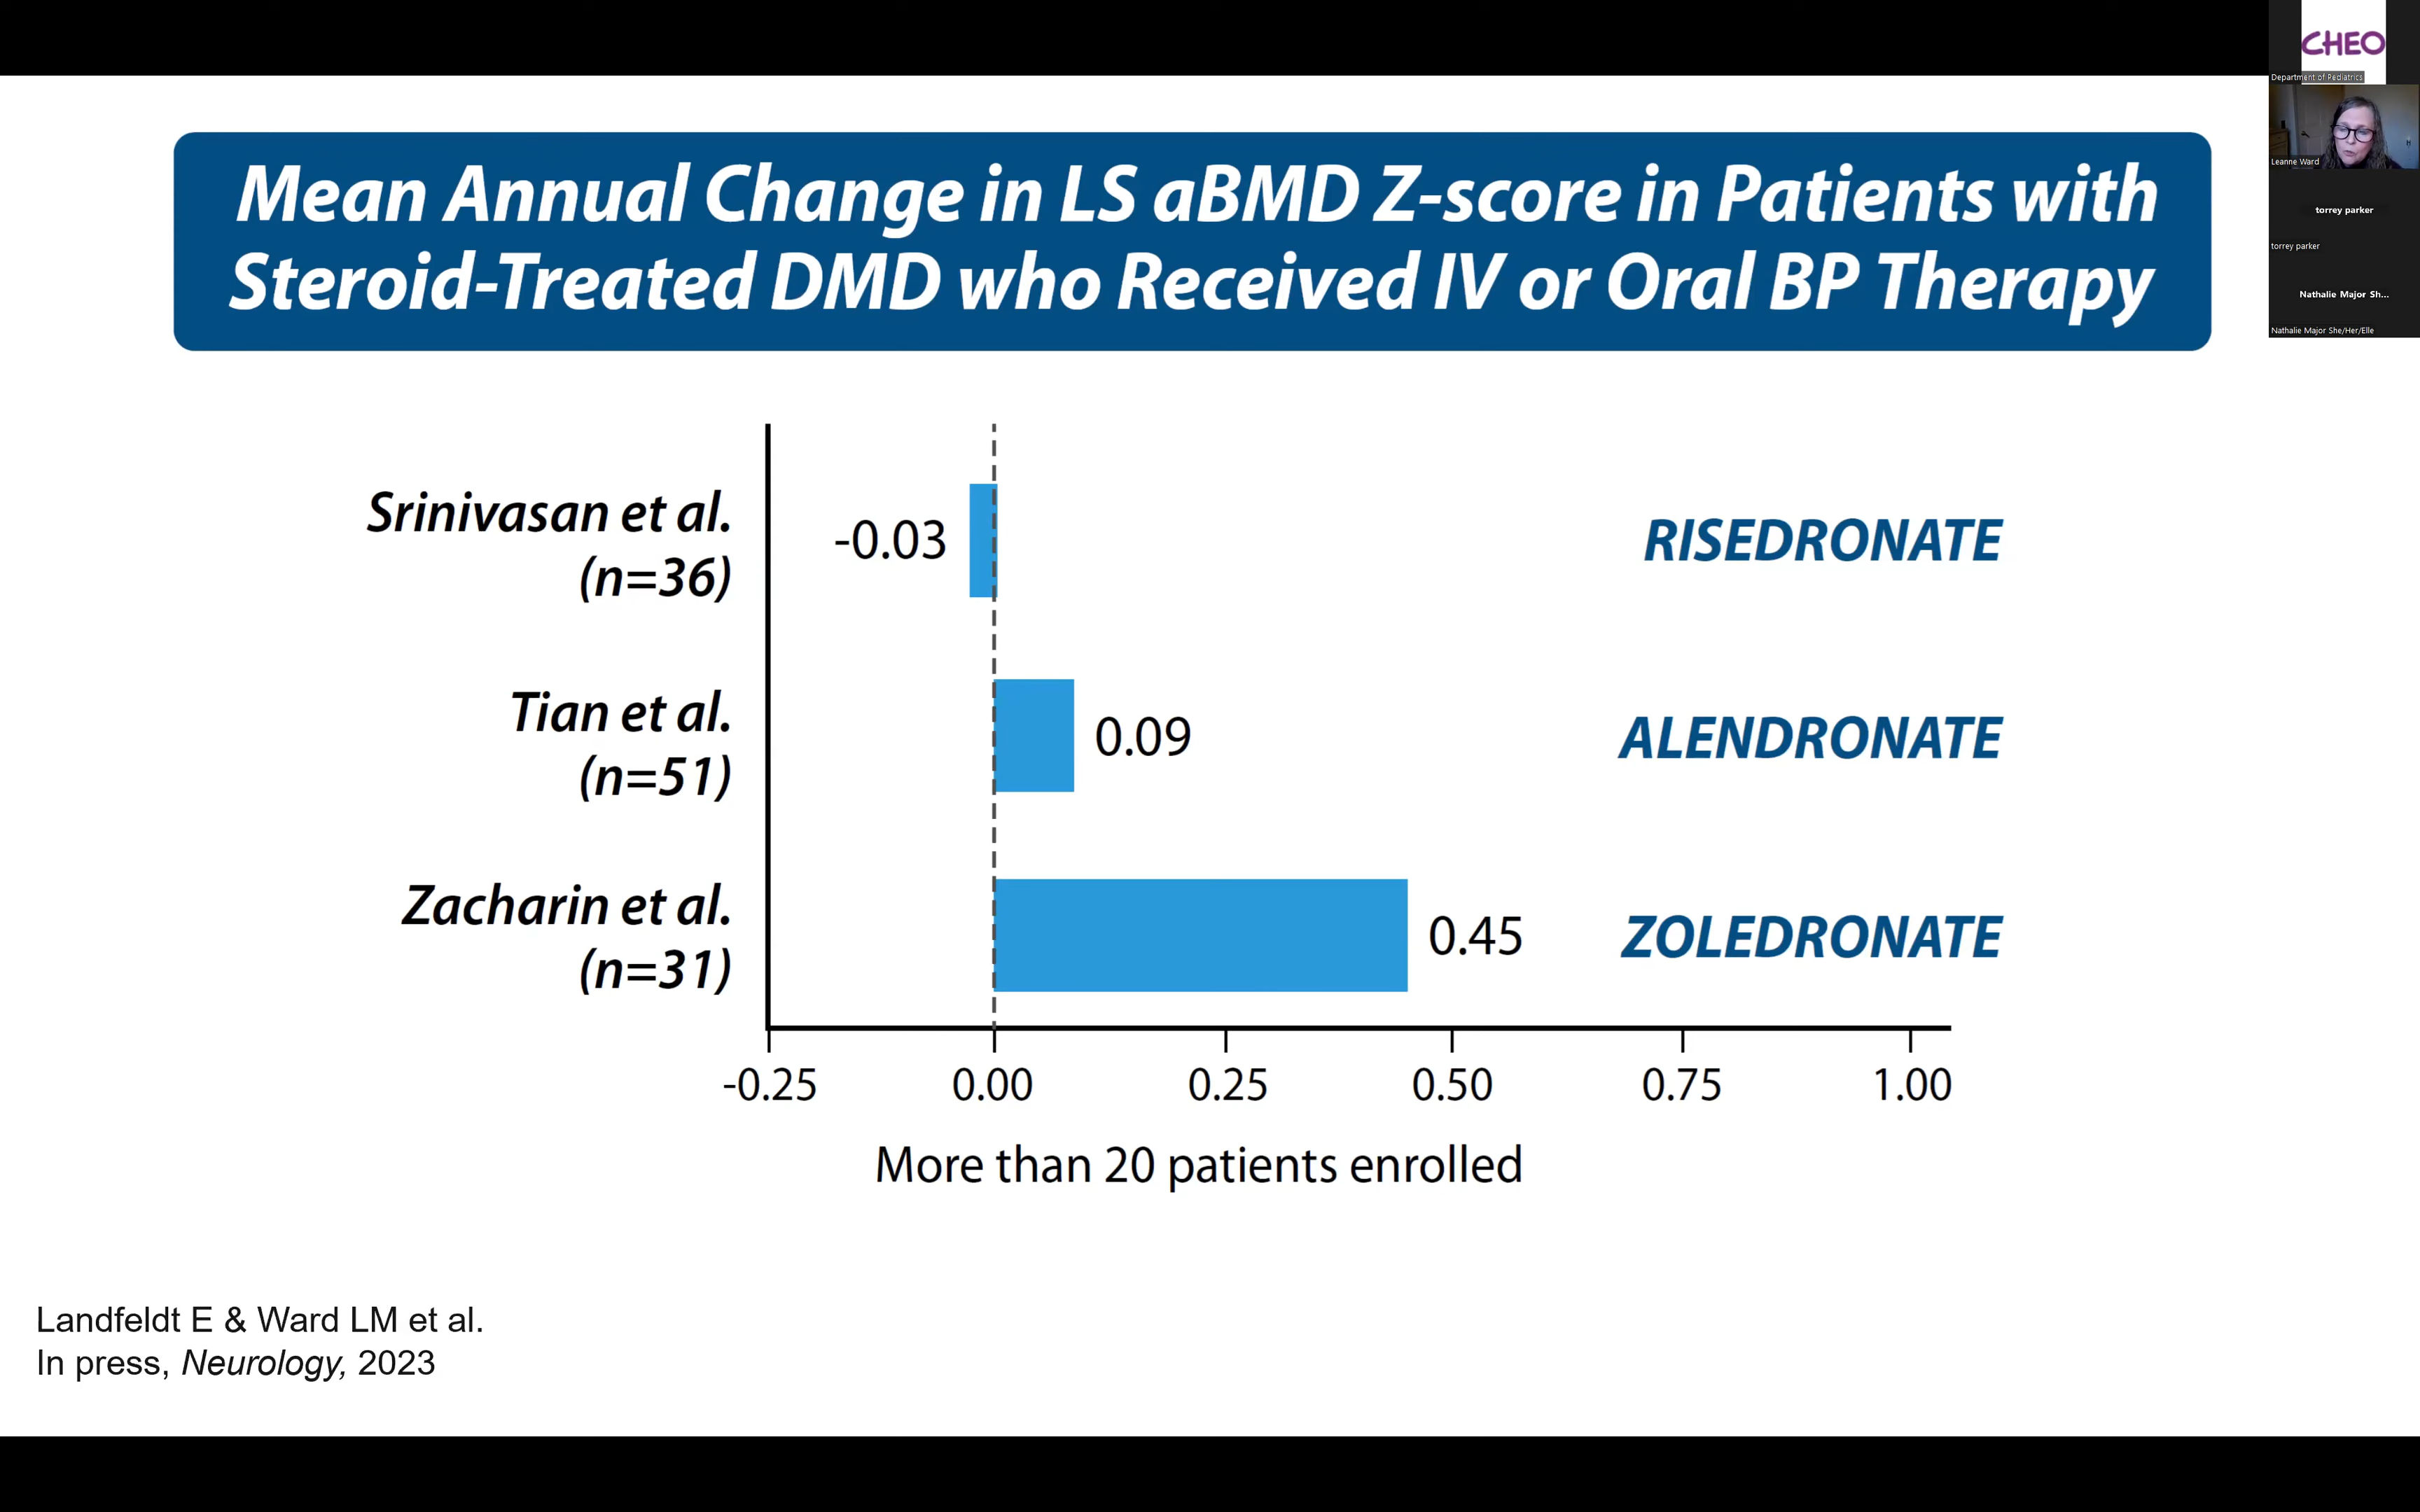 Mean Annual Change in LS aBMD Z-score in Patients with
Steroid-Treated DMD who Received IV or Oral BP Therapy
Srinivasan et al.
(n=36)
-0.03
RISEDRONATE
Tian et al.
(n=51)
0.09
ALENDRONATE
Zacharin et al.
(n=31)
0.45
ZOLEDRONATE
-0.25 0.00 0.25 0.50 0.75 1.00
More than 20 patients enrolled
Landfeldt E & Ward LM et al.
In press, Neurology, 2023
CHEO
Department of Pediatrics
Leanne Ward
torrey parker
torrey parker
Nathalie Major Sh...
Nathalie Major She/Her/Elle